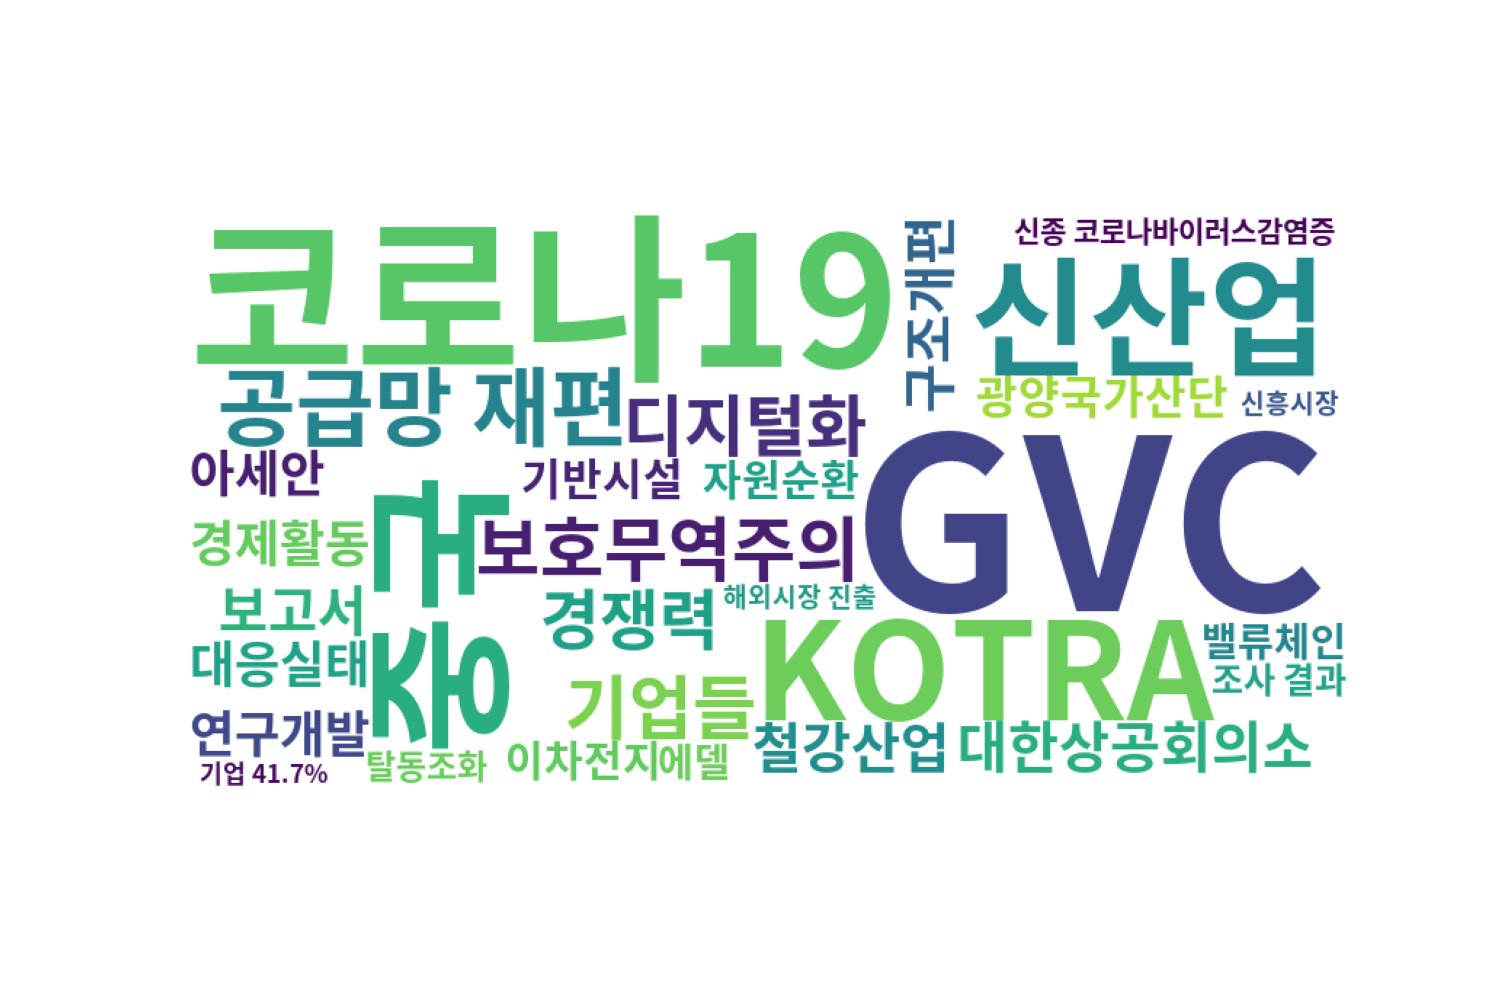 코로나19
구조개편
신종 코로나바이러스감염증
신산업
공급망 재편
디지털화
광양국가산단
신흥시장
아세안
기반시설
자원순환
GVC
경제활동
중국
보호무역주의
보고서
경쟁력
해외시장 진출
KOTRA
밸류체인
대응실태
조사 결과
기업들
연구개발
철강산업
대한상공회의소
기업 41.7%
탈동조화
이차전지
에델